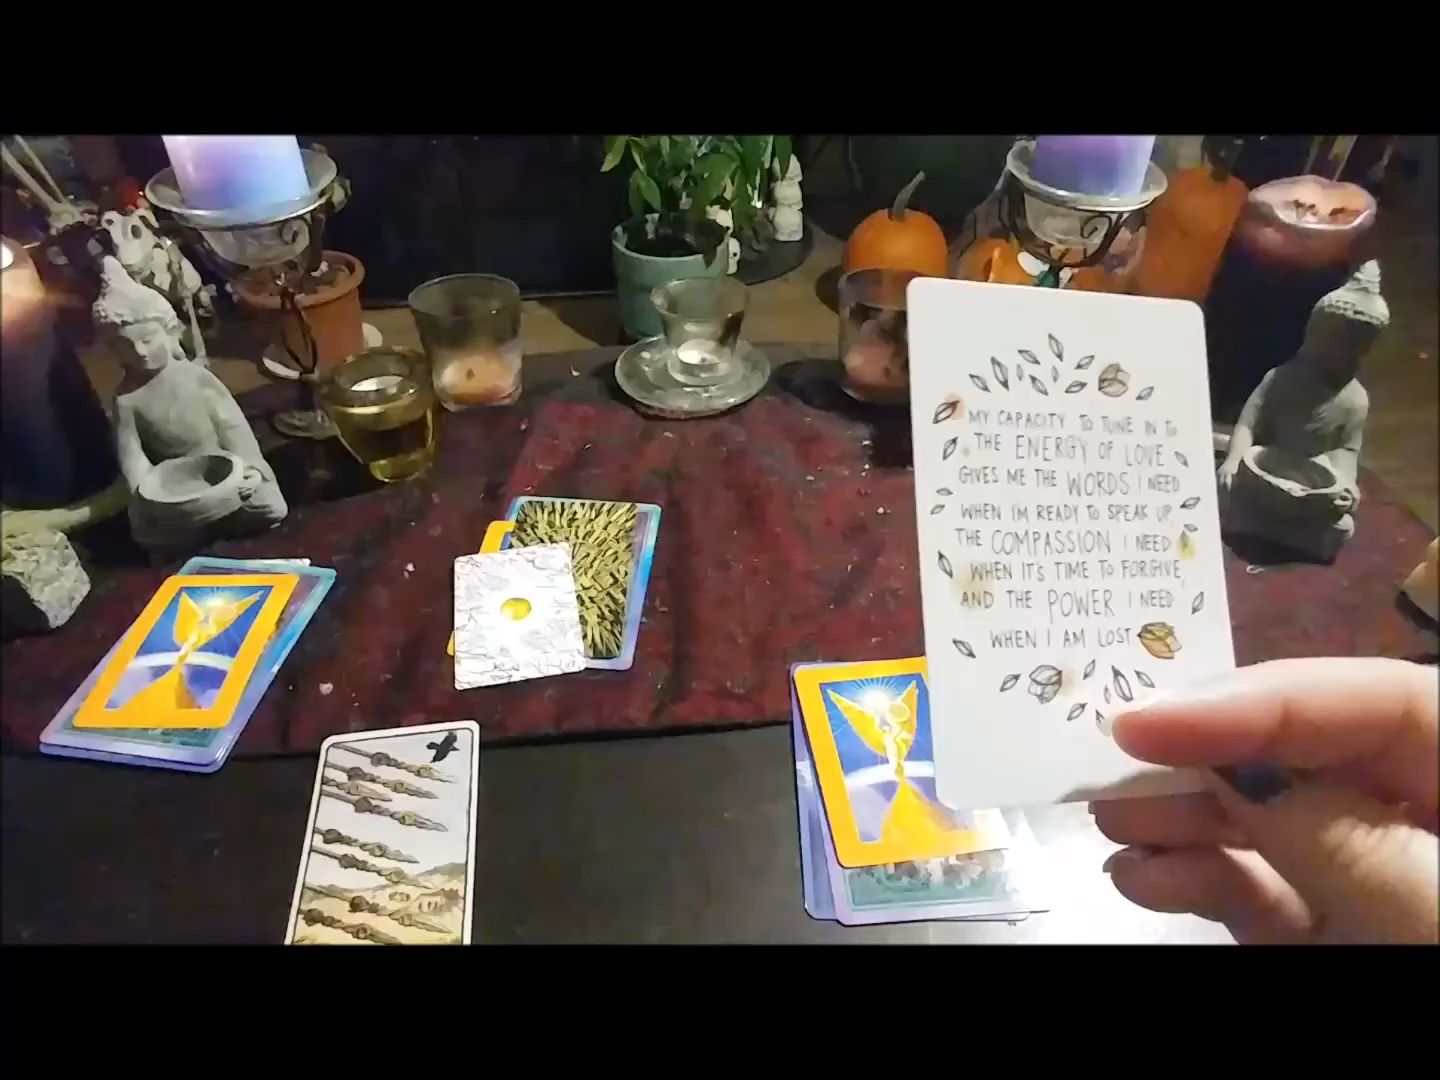 MY CAPACITY TO TUNE IN TO
THE ENERGY OF LOVE
GIVES ME THE WORDS I NEED
WHEN I'M READY TO SPEAK UP,
THE COMPASSION I NEED
WHEN IT'S TIME TO FORGIVE,
AND THE POWER I NEED
WHEN I AM LOST